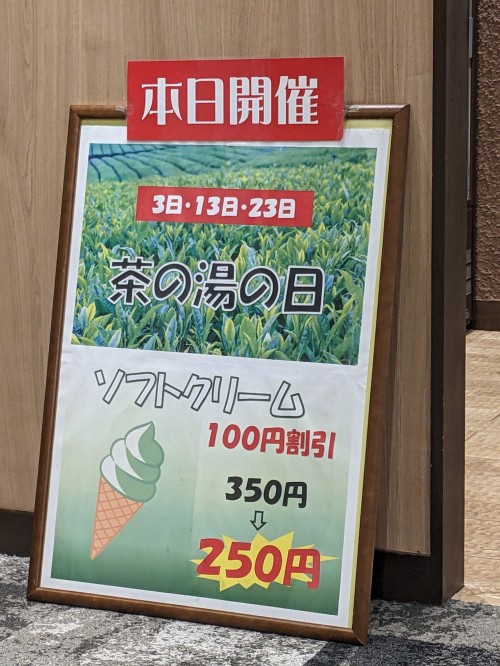 本日開催
3日・13日・23日
茶の湯の日
ソフトクリーム
100円割引
350円
⇩
250円